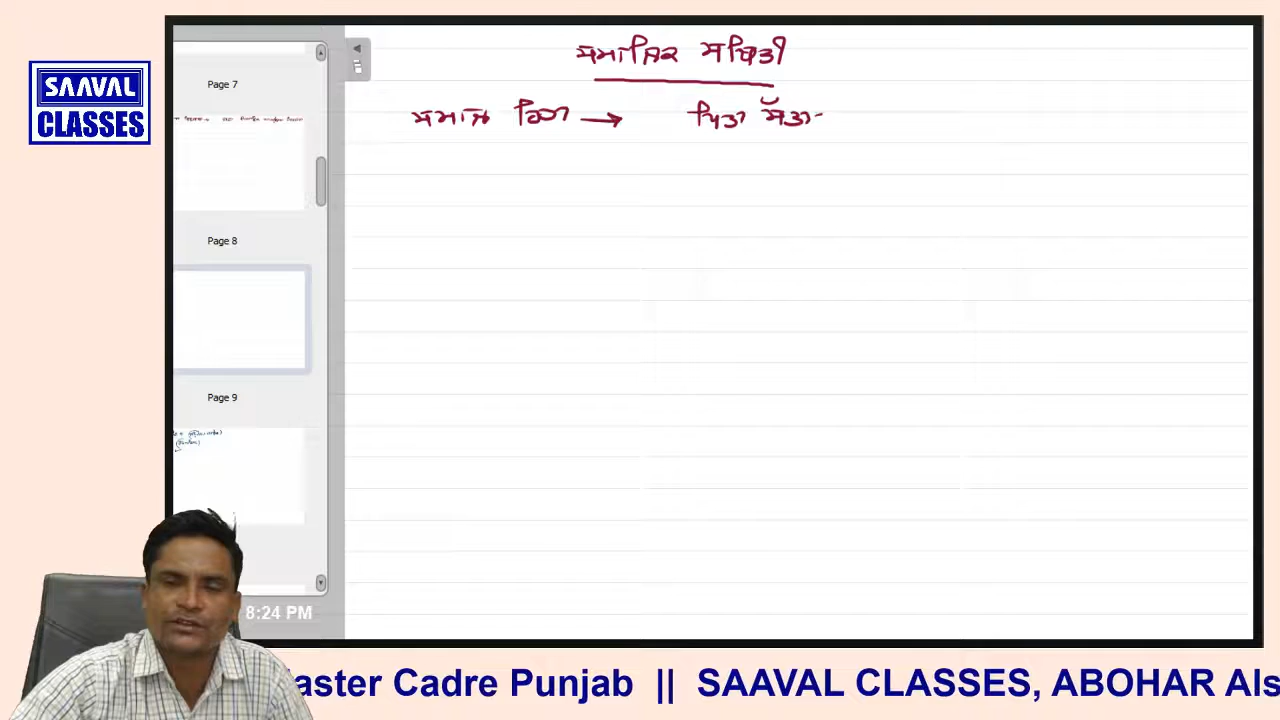 SAAVAL
CLASSES
Page 7
Page 8
Page 9
ਸਮਾਜਿਕ ਸਥਿਤੀ
ਸਮਾਜ ਵਿਚ → ਪਿਤਾ ਸੱਤਾ-
8:24 PM
aster Cadre Punjab || SAAVAL CLASSES, ABOHAR Als